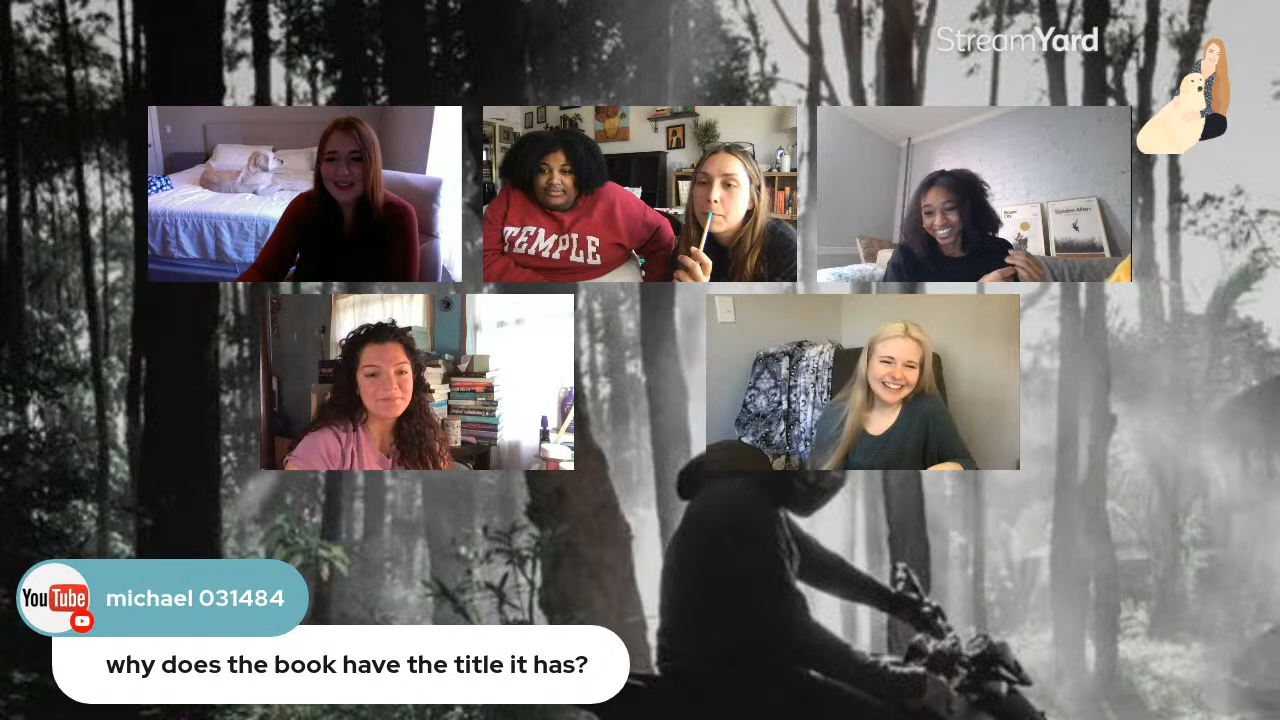 StreamYard
TEMPLE
Spider-Man
YouTube
michael 031484
why does the book have the title it has?